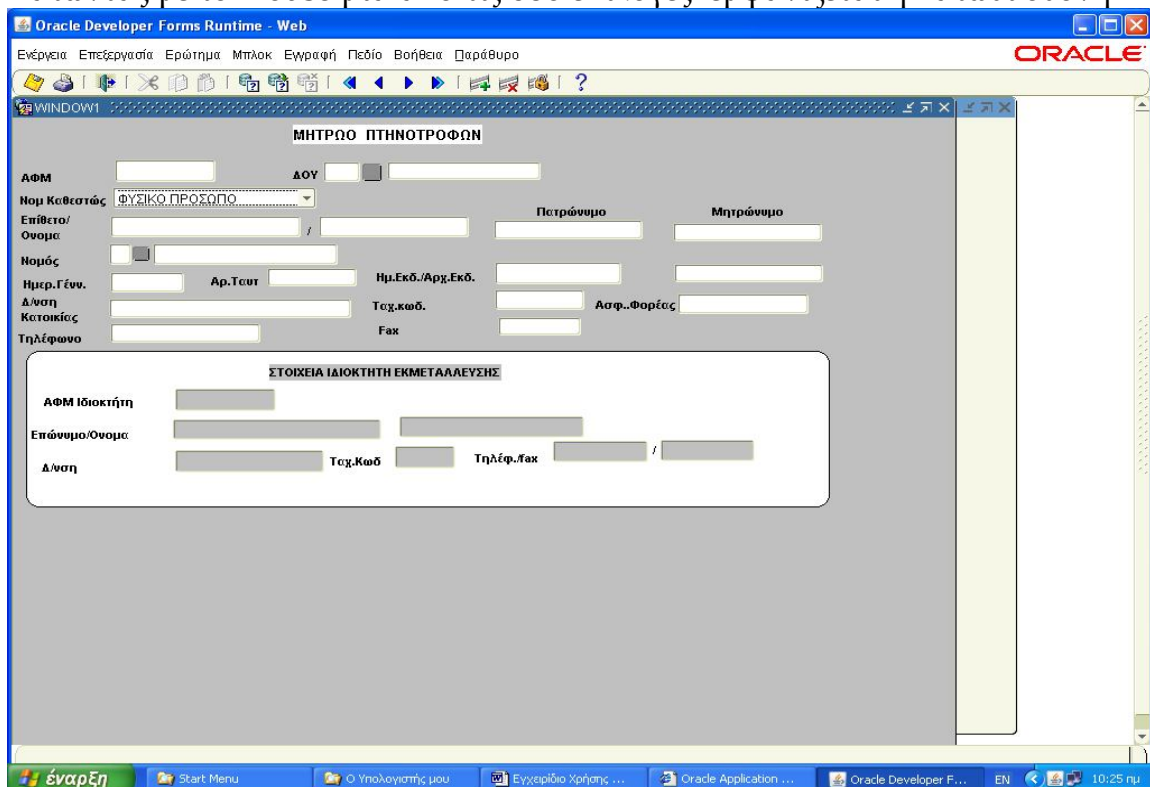 Oracle Developer Forms Runtime - Web
Ενέργεια Επεξεργασία Ερώτημα Μπλοκ Εγγραφή Πεδίο Βοήθεια Παράθυρο ORACLE
WINDOW1
ΜΗΤΡΩΟ ΠΤΗΝΟΤΡΟΦΩΝ
ΑΦΜ ΔΟΥ
Νομ Καθεστώς ΦΥΣΙΚΟ ΠΡΟΣΩΠΟ
Επίθετο/ Πατρώνυμο Μητρώνυμο
Ονομα /
Νομός
Ημερ.Γένν. Αρ.Ταυτ Ημ.Εκδ./Αρχ.Εκδ.
Δ/νση Ταχ.κωδ. Ασφ..Φορέας
Κατοικίας
Τηλέφωνο Fax
ΣΤΟΙΧΕΙΑ ΙΔΙΟΚΤΗΤΗ ΕΚΜΕΤΑΛΛΕΥΣΗΣ
ΑΦΜ Ιδιοκτήτη
Επώνυμο/Ονομα
Δ/νση Ταχ.Κωδ Τηλέφ./fax /
έναρξη Start Menu Ο Υπολογιστής μου Εγχειρίδιο Χρήσης ... Oracle Application ... Oracle Developer F... EN 10:25 πμ